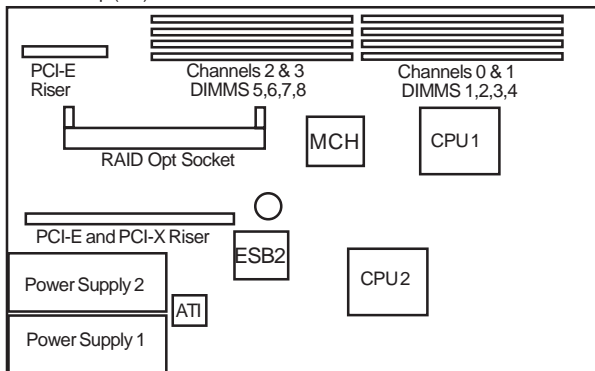 PCI-E
Riser
Channels 2 & 3
DIMMS 5,6,7,8
Channels 0 & 1
DIMMS 1,2,3,4
MCH
CPU1
RAID Opt Socket
PCI-E and PCI-X Riser
ESB2
Power Supply 2
CPU2
ATI
Power Supply 1